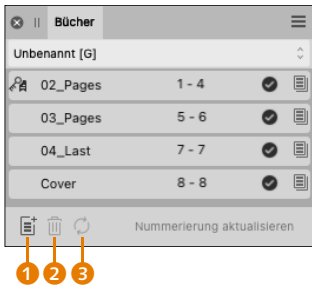 Bücher
Unbenannt [G]
02_Pages 1 - 4
03_Pages 5 - 6
04_Last 7 - 7
Cover 8 - 8
Nummerierung aktualisieren
1 2 3